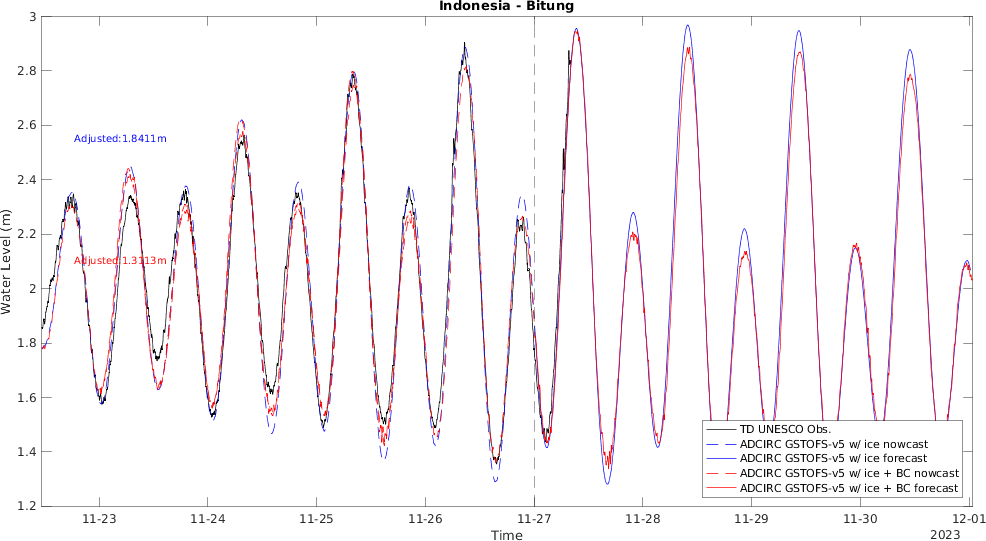 Indonesia - Bitung
3
2.8
2.6
2.4
2.2
2
1.8
1.6
1.4
1.2
Water Level (m)
Adjusted:1.8411m
Adjusted:1.3113m
TD UNESCO Obs.
ADCIRC GSTOFS-v5 w/ ice nowcast
ADCIRC GSTOFS-v5 w/ ice forecast
ADCIRC GSTOFS-v5 w/ ice + BC nowcast
ADCIRC GSTOFS-v5 w/ ice + BC forecast
11-23 11-24 11-25 11-26 11-27 11-28 11-29 11-30 12-01
2023
Time